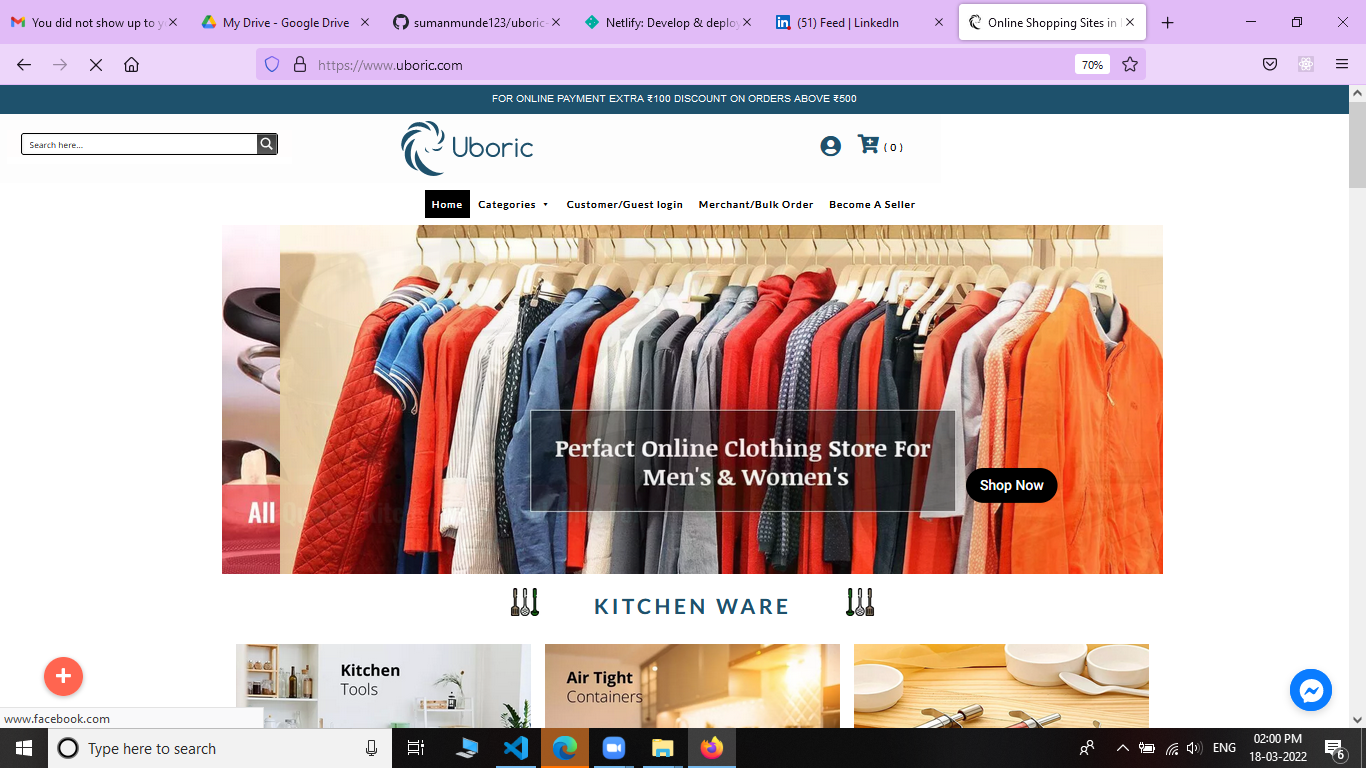 You did not show up to y
My Drive - Google Drive
sumanmunde123/uboric-
Netlify: Develop & deploy
(51) Feed | LinkedIn
Online Shopping Sites in
https://www.uboric.com
70%
FOR ONLINE PAYMENT EXTRA ₹100 DISCOUNT ON ORDERS ABOVE ₹500
Search here...
Uboric
( 0 )
Home
Categories
Customer/Guest login
Merchant/Bulk Order
Become A Seller
Perfact Online Clothing Store For
Men's & Women's
Shop Now
All
KITCHEN WARE
Kitchen
Tools
Air Tight
Containers
www.facebook.com
Type here to search
ENG
02:00 PM
18-03-2022
6